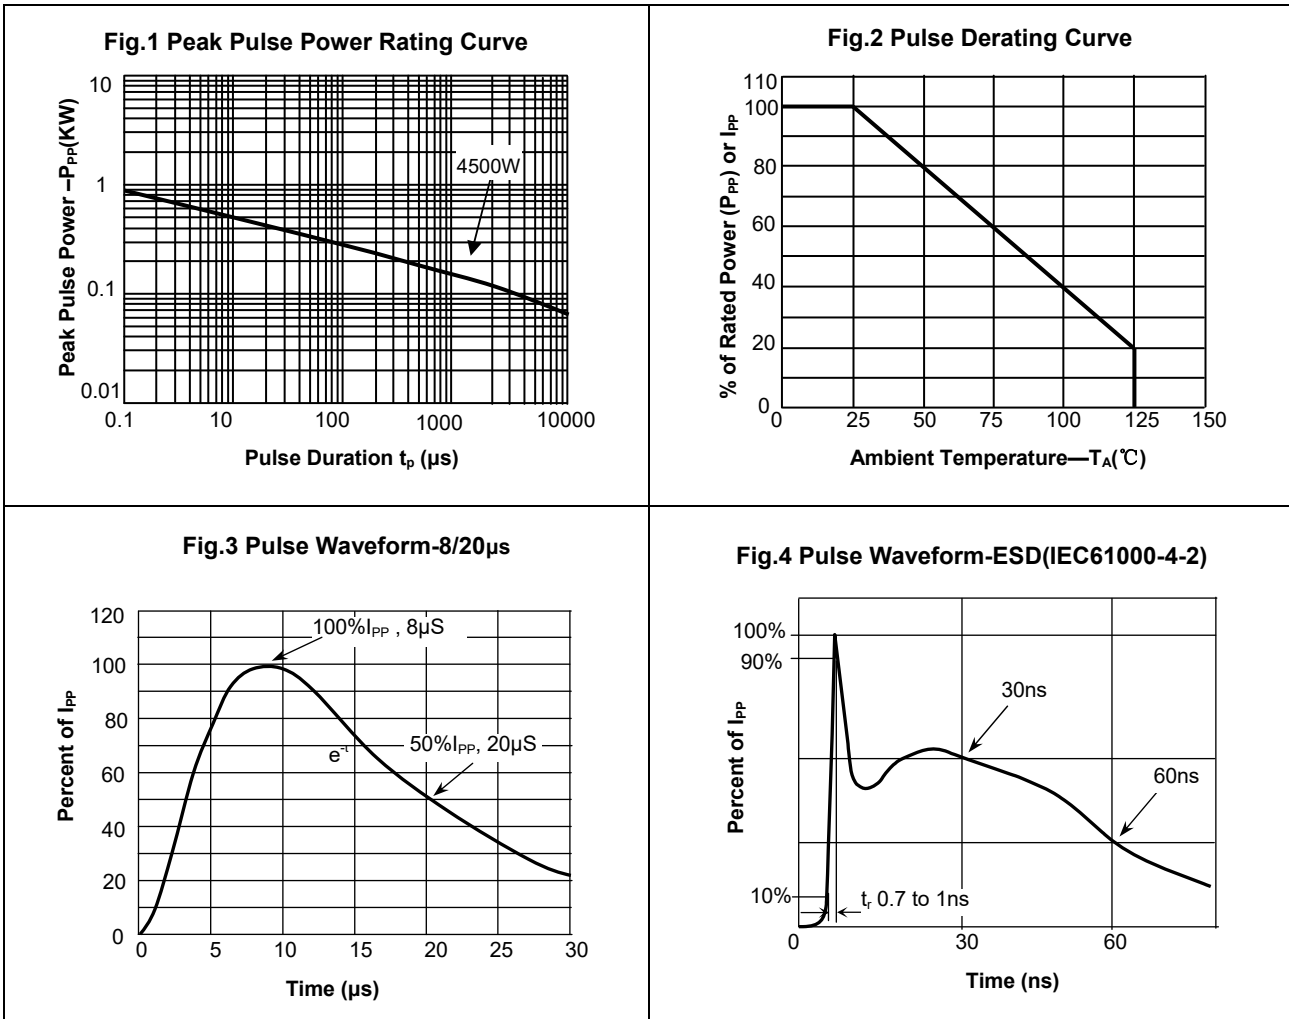 Fig.1 Peak Pulse Power Rating Curve
10
1
0.1
0.01
Peak Pulse Power –PPP(KW)
4500W
0.1 10 100 1000 10000
Pulse Duration tp (µs)
Fig.2 Pulse Derating Curve
110
100
80
60
40
20
0
% of Rated Power (PPP) or IPP
0 25 50 75 100 125 150
Ambient Temperature—TA(℃)
Fig.3 Pulse Waveform-8/20µs
120
100
80
60
40
20
0
Percent of IPP
100%IPP , 8µS
e-t
50%IPP, 20µS
0 5 10 15 20 25 30
Time (µs)
Fig.4 Pulse Waveform-ESD(IEC61000-4-2)
100%
90%
10%
Percent of IPP
30ns
60ns
tr 0.7 to 1ns
0 30 60
Time (ns)